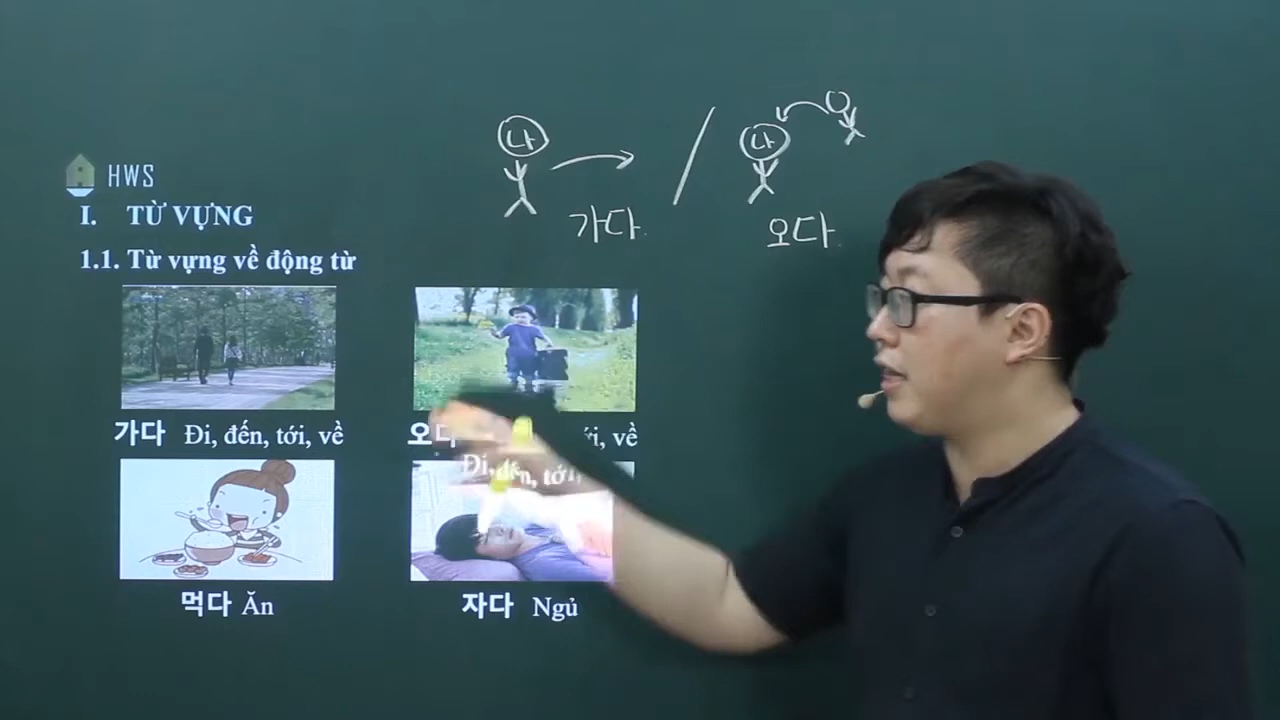 나
나
가다.
오다.
HWS
I. TỪ VỰNG
1.1. Từ vựng về động từ
가다 Đi, đến, tới, về
오다 về
Đi, đến, tới,
먹다 Ăn
자다 Ngủ